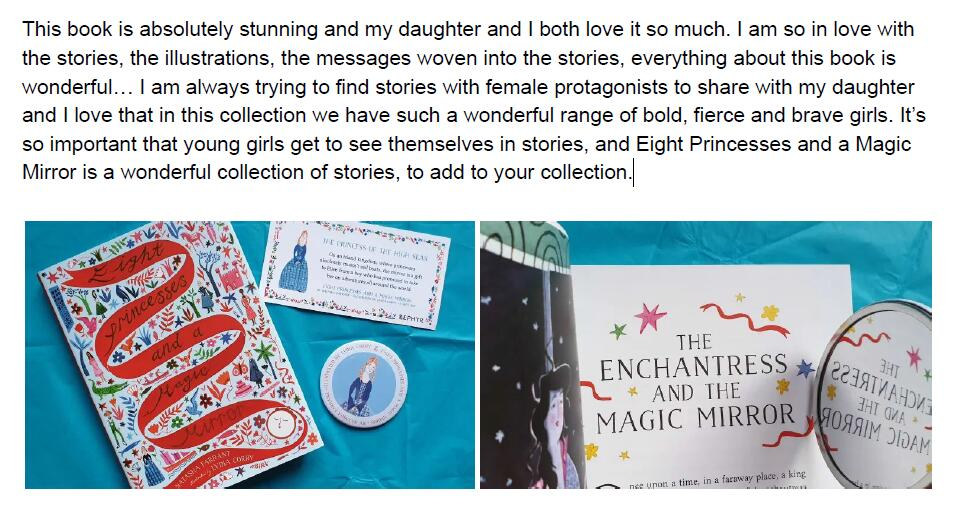 This book is absolutely stunning and my daughter and I both love it so much. I am so in love with
the stories, the illustrations, the messages woven into the stories, everything about this book is
wonderful… I am always trying to find stories with female protagonists to share with my daughter
and I love that in this collection we have such a wonderful range of bold, fierce and brave girls. It’s
so important that young girls get to see themselves in stories, and Eight Princesses and a Magic
Mirror is a wonderful collection of stories, to add to your collection.
Eight
Princesses
and a
Magic
Mirror
NATASHA FARRANT
LYDIA CORRY
THE PRINCESS OF THE HIGH SEAS
EIGHT PRINCESSES AND A MAGIC MIRROR
ZEPHYR
THE
ENCHANTRESS
AND THE
MAGIC MIRROR
nce upon a time, in a faraway place, a king
THE
ENCHANTRESS
AND THE
MAGIC MIRROR